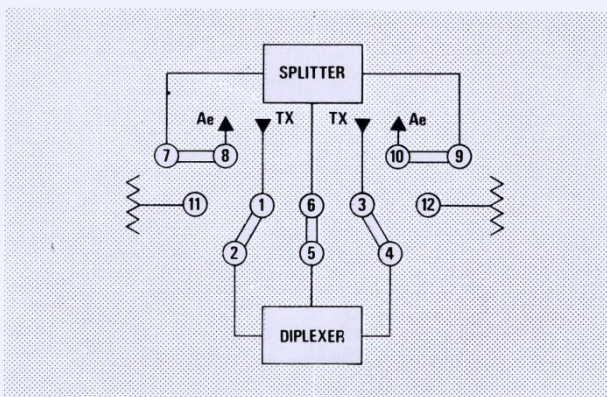 SPLITTER
Ae TX TX Ae
7 8 10 9
11 1 6 3 12
2 5 4
DIPLEXER